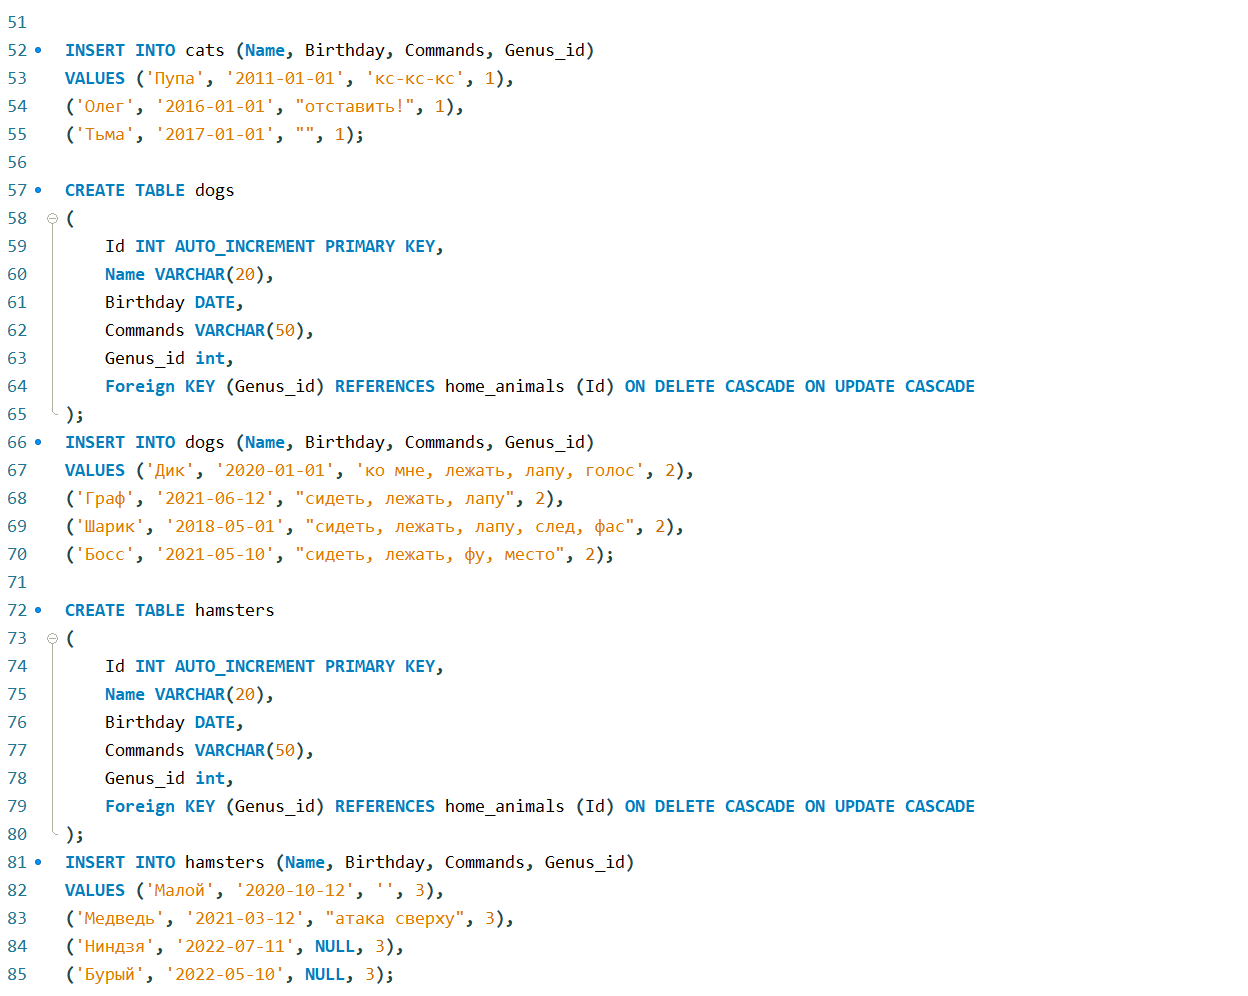 51
52 INSERT INTO cats (Name, Birthday, Commands, Genus_id)
53 VALUES ('Пупа', '2011-01-01', 'кс-кс-кс', 1),
54 ('Олег', '2016-01-01', "отставить!", 1),
55 ('Тьма', '2017-01-01', "", 1);
56
57 CREATE TABLE dogs
58 (
59 Id INT AUTO_INCREMENT PRIMARY KEY,
60 Name VARCHAR(20),
61 Birthday DATE,
62 Commands VARCHAR(50),
63 Genus_id int,
64 Foreign KEY (Genus_id) REFERENCES home_animals (Id) ON DELETE CASCADE ON UPDATE CASCADE
65 );
66 INSERT INTO dogs (Name, Birthday, Commands, Genus_id)
67 VALUES ('Дик', '2020-01-01', 'ко мне, лежать, лапу, голос', 2),
68 ('Граф', '2021-06-12', "сидеть, лежать, лапу", 2),
69 ('Шарик', '2018-05-01', "сидеть, лежать, лапу, след, фас", 2),
70 ('Босс', '2021-05-10', "сидеть, лежать, фу, место", 2);
71
72 CREATE TABLE hamsters
73 (
74 Id INT AUTO_INCREMENT PRIMARY KEY,
75 Name VARCHAR(20),
76 Birthday DATE,
77 Commands VARCHAR(50),
78 Genus_id int,
79 Foreign KEY (Genus_id) REFERENCES home_animals (Id) ON DELETE CASCADE ON UPDATE CASCADE
80 );
81 INSERT INTO hamsters (Name, Birthday, Commands, Genus_id)
82 VALUES ('Малой', '2020-10-12', '', 3),
83 ('Медведь', '2021-03-12', "атака сверху", 3),
84 ('Ниндзя', '2022-07-11', NULL, 3),
85 ('Бурый', '2022-05-10', NULL, 3);